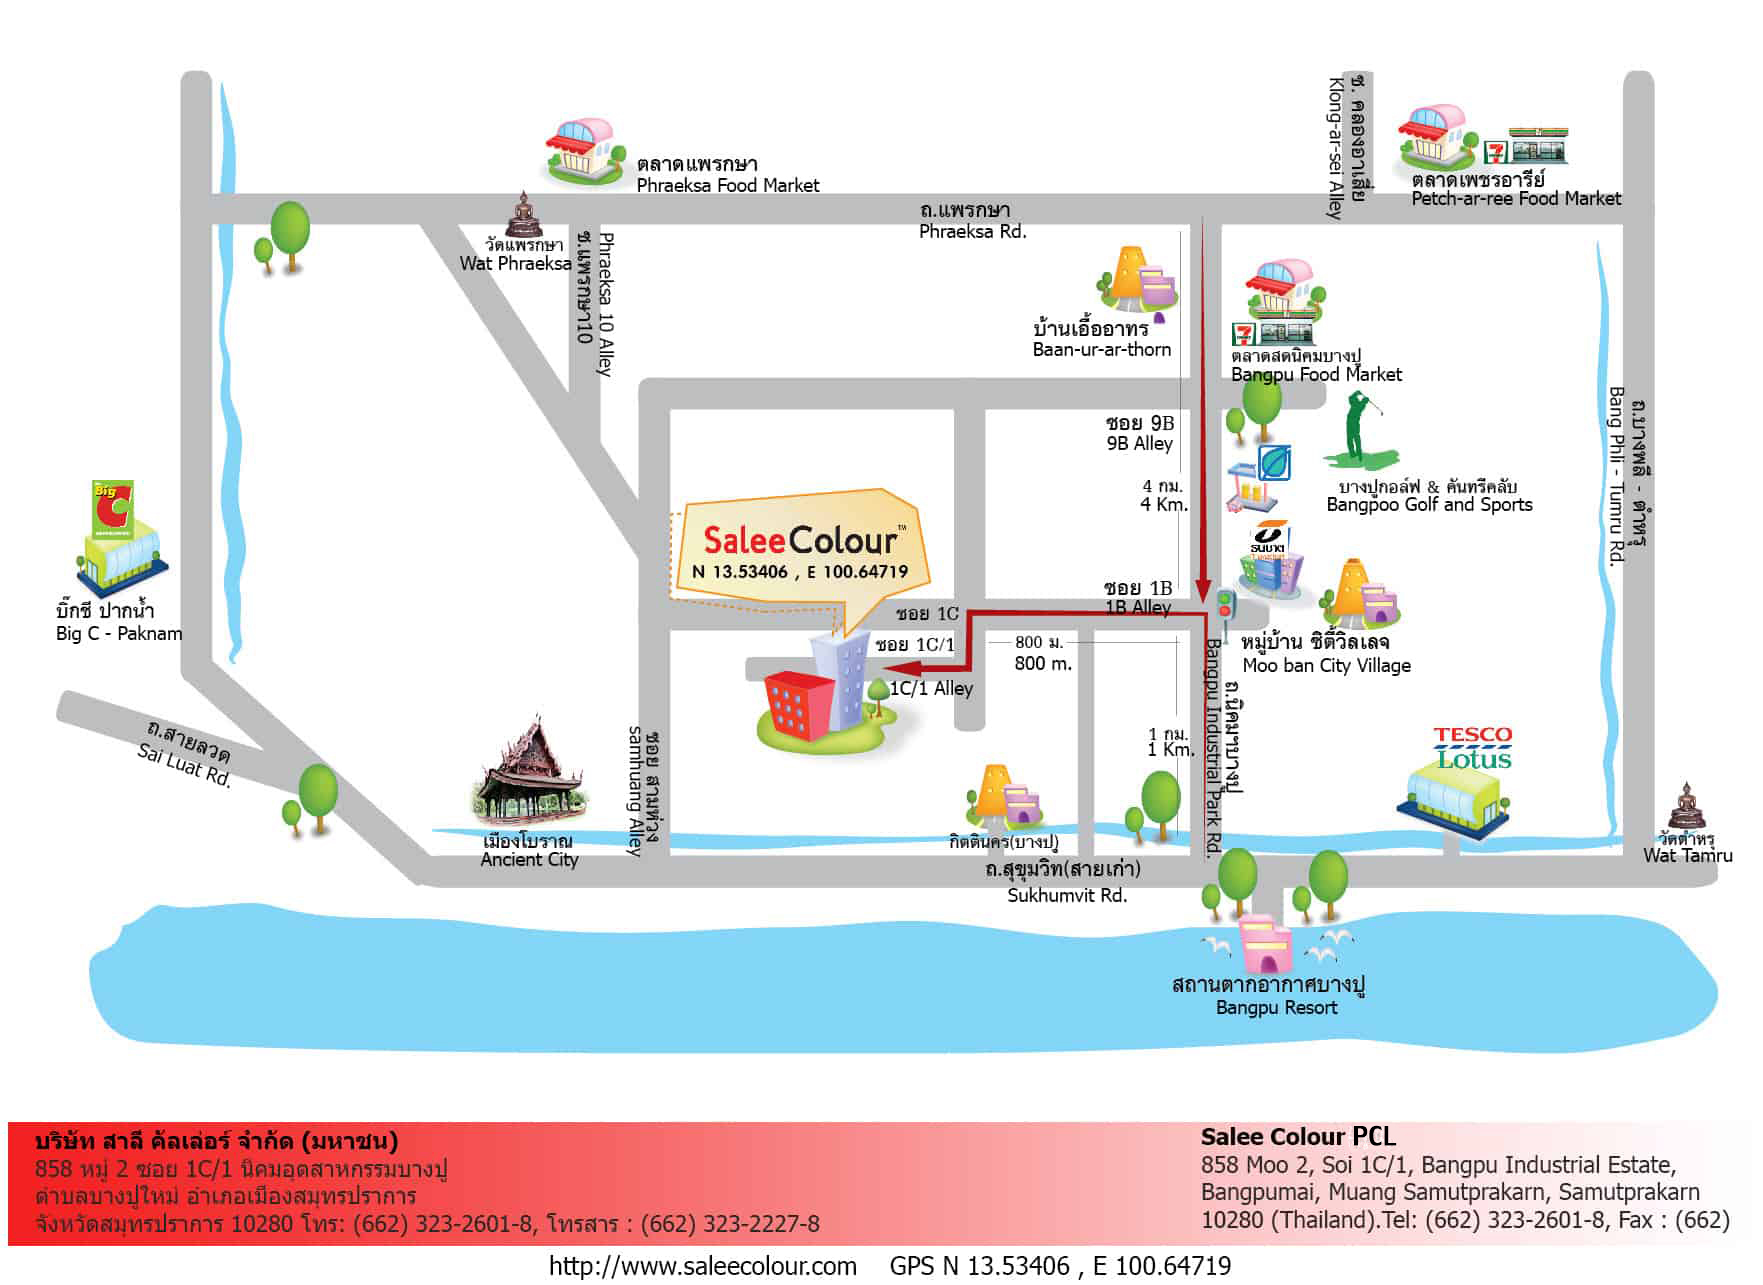 ซ. คลองอาเสี่ย
Klong-ar-sei Alley
ตลาดแพรกษา
Phraeksa Food Market
ตลาดเพชรอารีย์
Petch-ar-ree Food Market
ถ.แพรกษา
Phraeksa Rd.
วัดแพรกษา
Wat Phraeksa
ซ.แพรกษา10
Phraeksa 10 Alley
บ้านเอื้ออาทร
Baan-ur-ar-thorn
7
ตลาดสดนิคมบางปู
Bangpu Food Market
ถ.บางพลี - ตำหรุ
Bang Phli - Tumru Rd.
ซอย 9B
9B Alley
4 กม.
4 Km.
บางปูกอล์ฟ & คันทรีคลับ
Bangpoo Golf and Sports
Big
C
บิ๊กซี ปากน้ำ
Big C - Paknam
SaleeColour™
N 13.53406 , E 100.64719
ธนชาต
ซอย 1B
1B Alley
ซอย 1C
ซอย 1C/1
1C/1 Alley
800 ม.
800 m.
หมู่บ้าน ซิตี้วิลเลจ
Moo ban City Village
ถ.นิคมฯบางปู
Bangpu Industrial Park Rd.
ถ.สายลวด
Sai Luat Rd.
ซอย สามห่วง
samhuang Alley
1 กม.
1 Km.
TESCO
Lotus
เมืองโบราณ
Ancient City
กิตตินคร(บางปู)
ถ.สุขุมวิท(สายเก่า)
Sukhumvit Rd.
วัดตำหรุ
Wat Tamru
สถานตากอากาศบางปู
Bangpu Resort
บริษัท สาลี่ คัลเล่อร์ จำกัด (มหาชน)
858 หมู่ 2 ซอย 1C/1 นิคมอุตสาหกรรมบางปู
ตำบลบางปูใหม่ อำเภอเมืองสมุทรปราการ
จังหวัดสมุทรปราการ 10280 โทร: (662) 323-2601-8, โทรสาร : (662) 323-2227-8
Salee Colour PCL
858 Moo 2, Soi 1C/1, Bangpu Industrial Estate,
Bangpumai, Muang Samutprakarn, Samutprakarn
10280 (Thailand).Tel: (662) 323-2601-8, Fax : (662)
http://www.saleecolour.com GPS N 13.53406 , E 100.64719